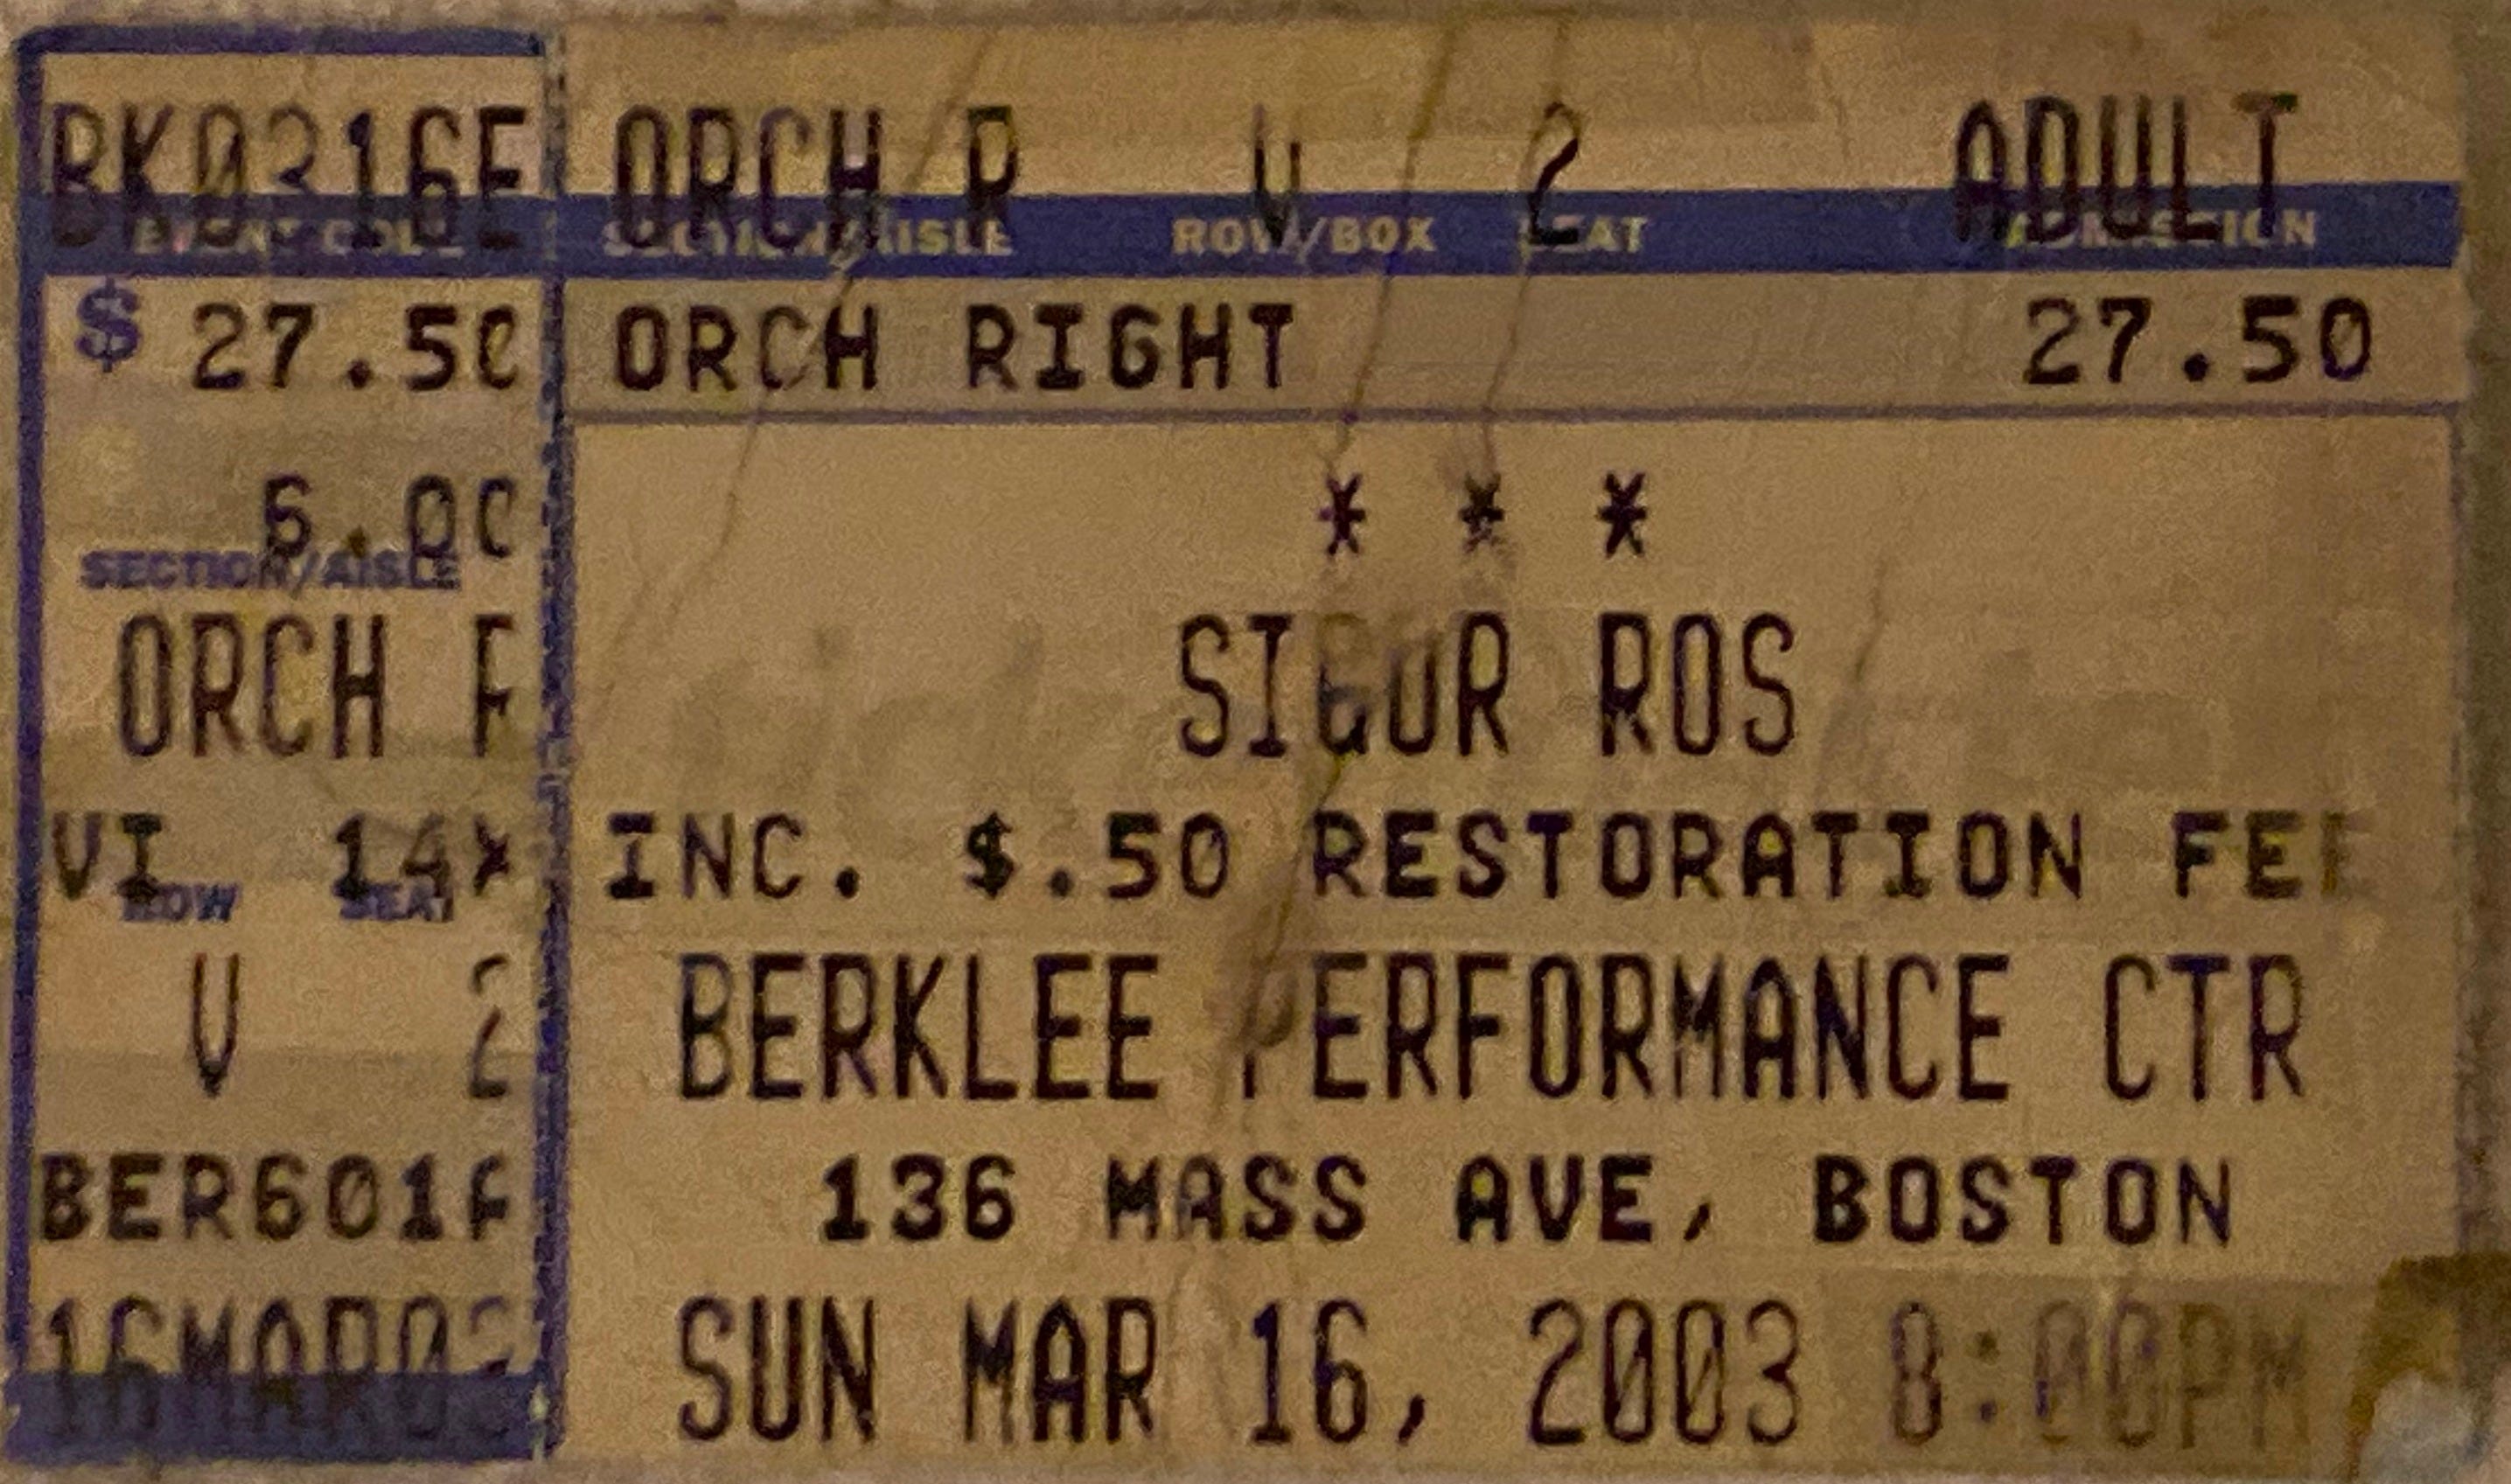 BK0316E
EVENT CODE
$ 27.50
6.00
SECTION/AISLE
ORCH R
VI 14X
ROW SEAT
V 2
BER601A
16MAR03
ORCH R V 2 ADULT
SECTION/AISLE ROW/BOX SEAT ADMISSION
ORCH RIGHT 27.50
* * *
SIGUR ROS
INC. $.50 RESTORATION FEE
BERKLEE PERFORMANCE CTR
136 MASS AVE, BOSTON
SUN MAR 16, 2003 8:00PM